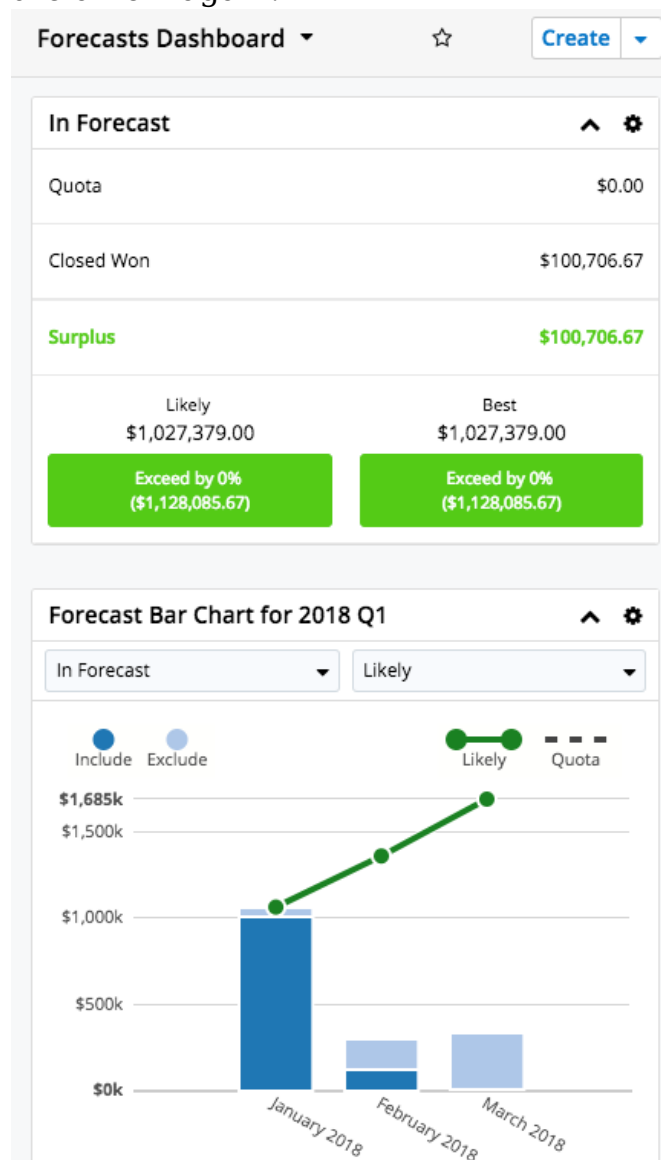 Forecasts Dashboard
Create
In Forecast
Quota $0.00
Closed Won $100,706.67
Surplus $100,706.67
Likely Best
$1,027,379.00 $1,027,379.00
Exceed by 0% Exceed by 0%
($1,128,085.67) ($1,128,085.67)
Forecast Bar Chart for 2018 Q1
In Forecast Likely
Include Exclude Likely Quota
$1,685k
$1,500k
$1,000k
$500k
$0k
January 2018 February 2018 March 2018